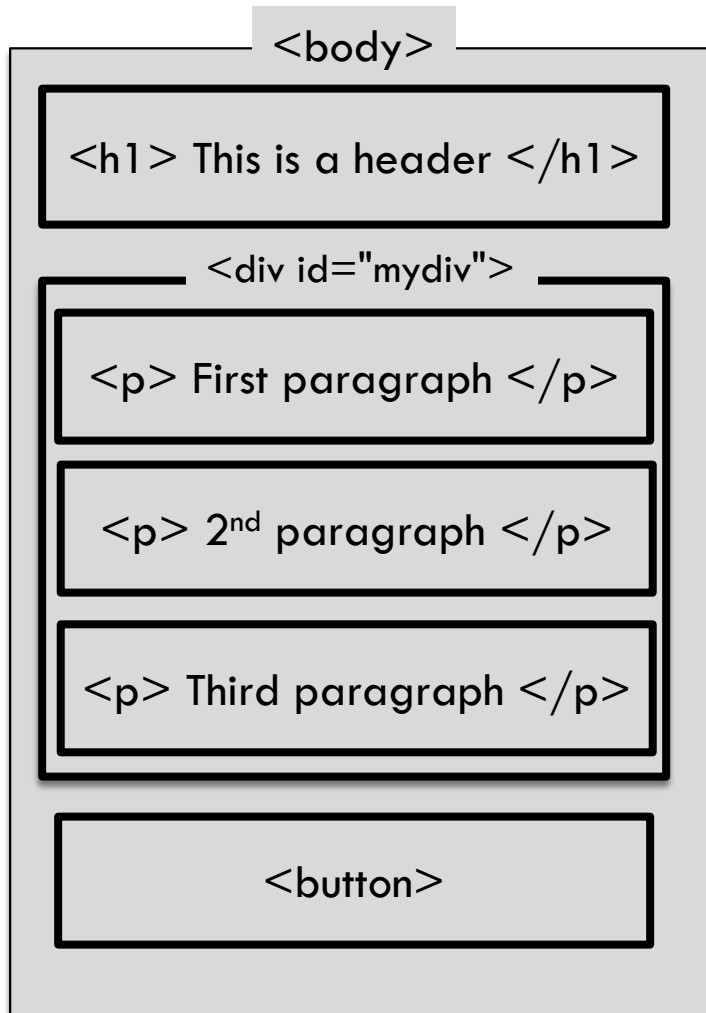 <body>
<h1> This is a header </h1>
<div id="mydiv">
<p> First paragraph </p>
<p> 2nd paragraph </p>
<p> Third paragraph </p>
<button>